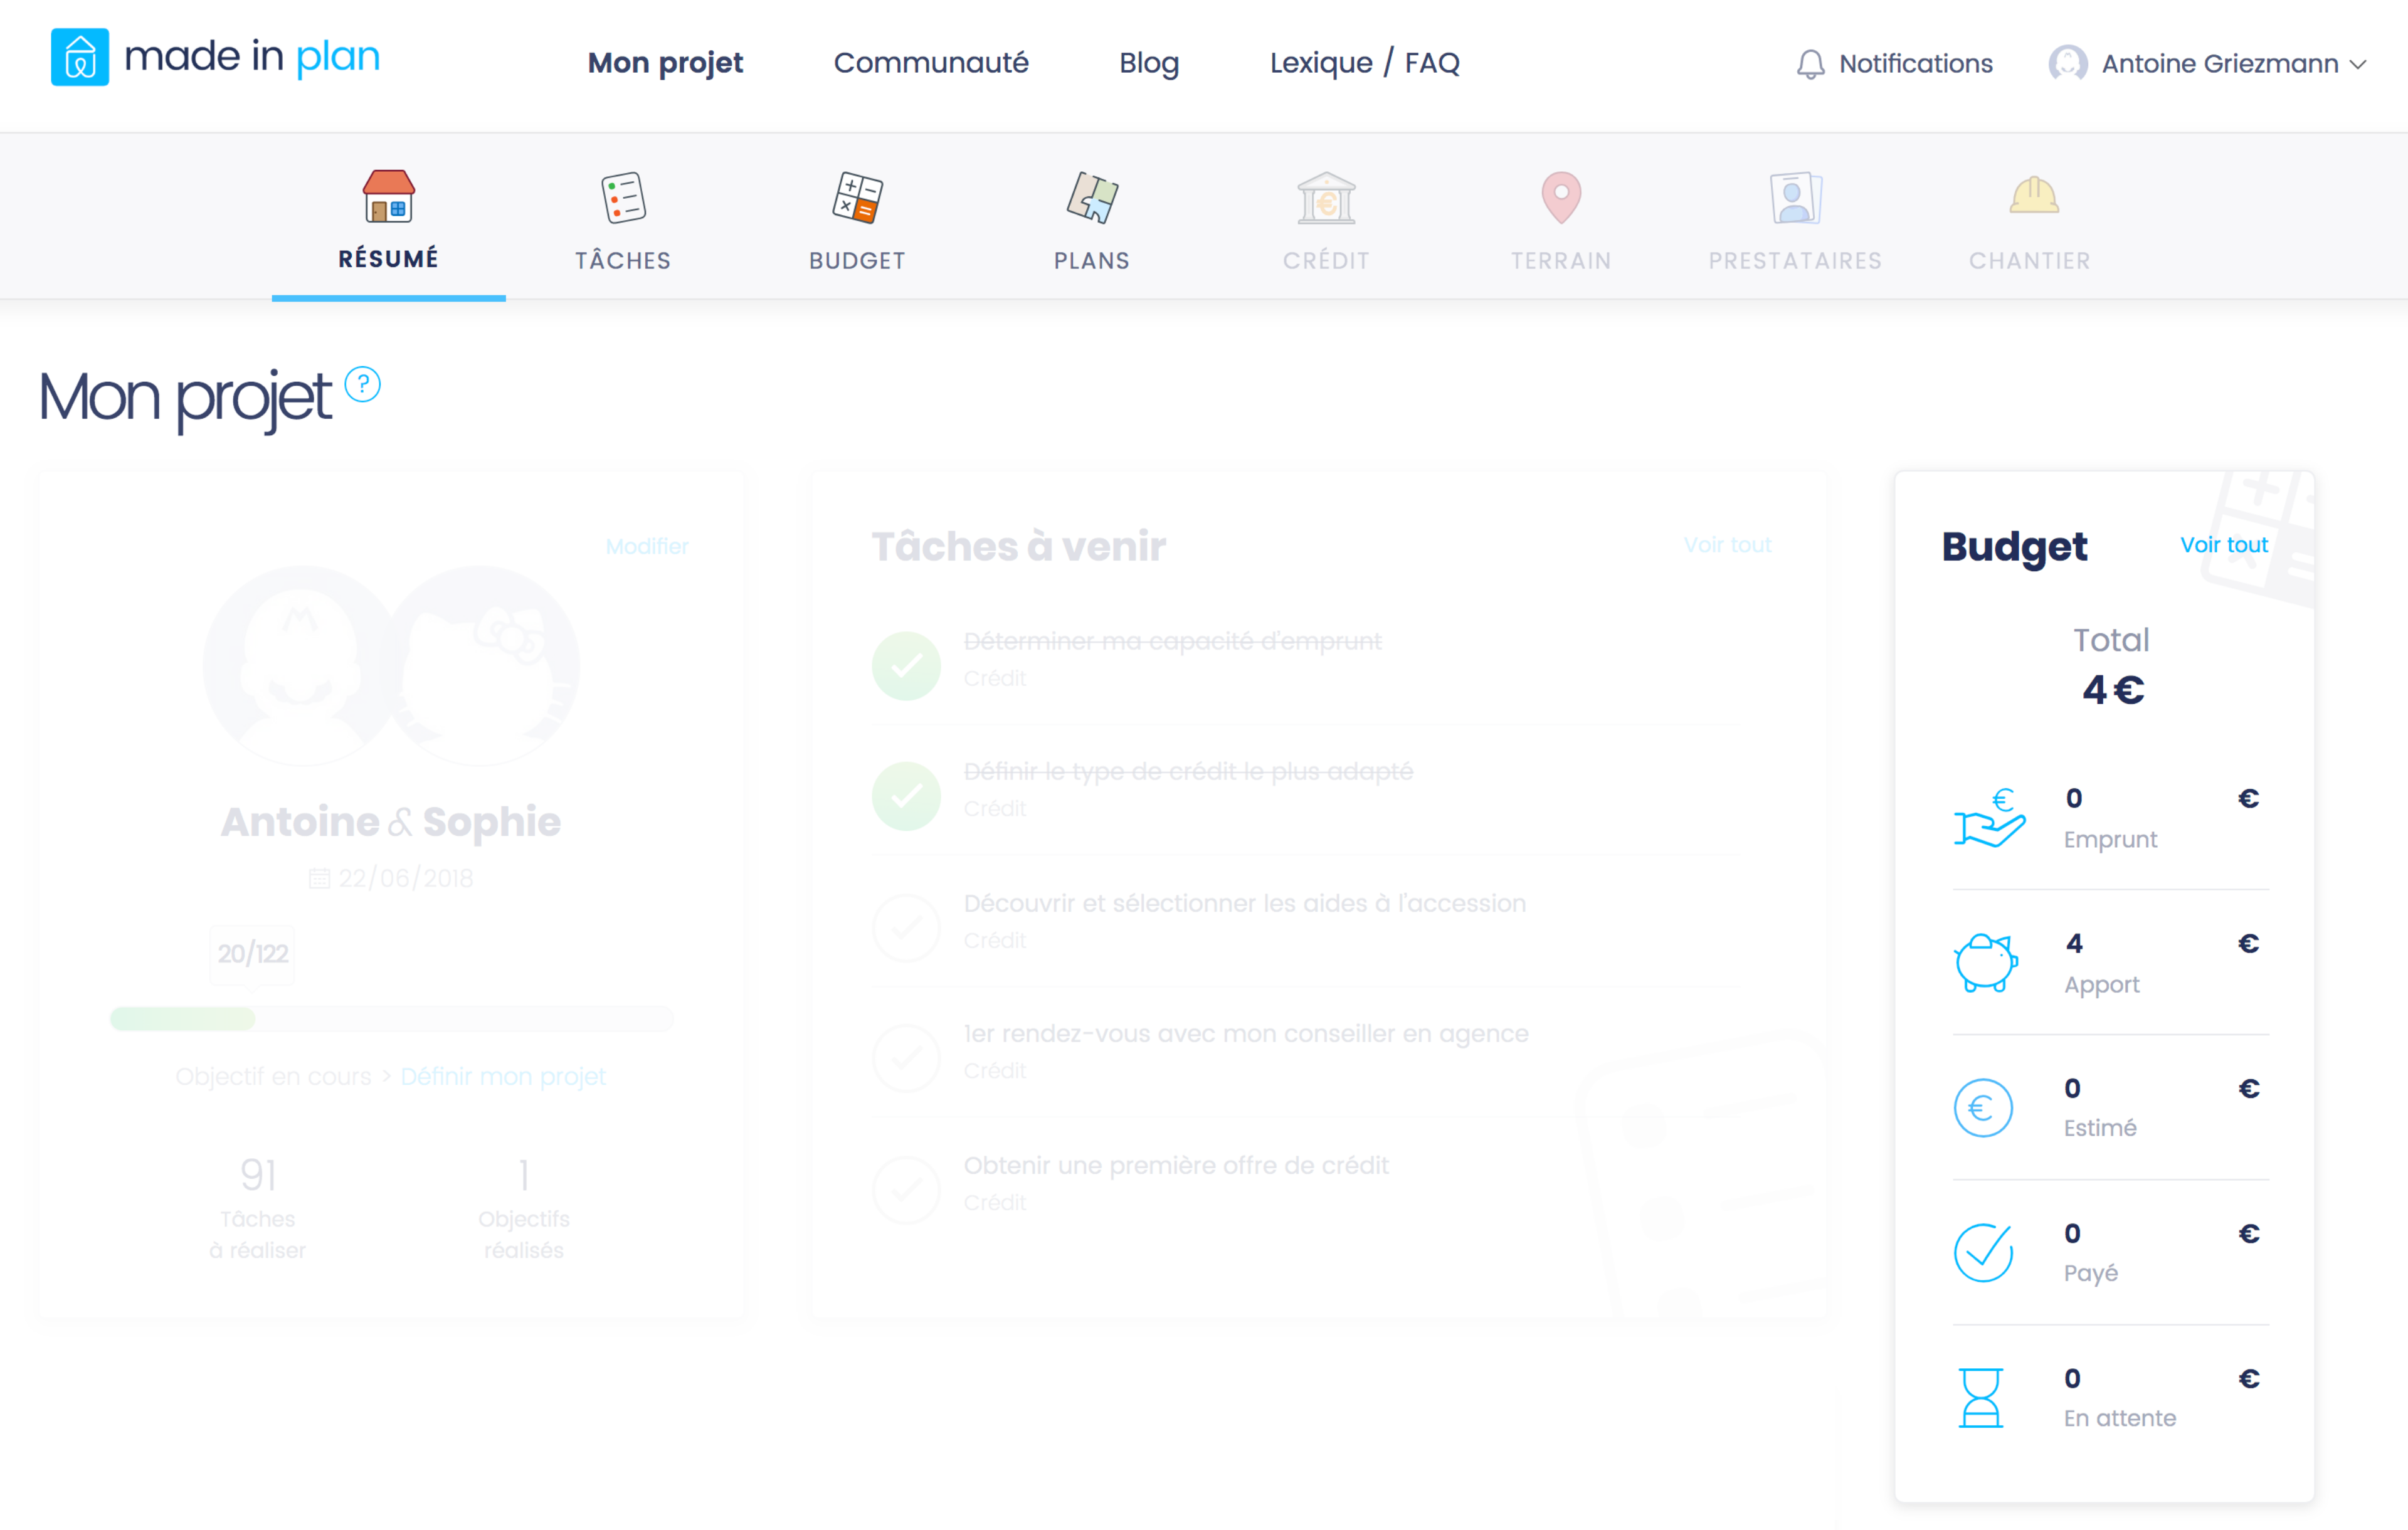 made in plan
Mon projet
Communauté
Blog
Lexique / FAQ
Notifications
Antoine Griezmann
RÉSUMÉ
TÂCHES
BUDGET
PLANS
CRÉDIT
TERRAIN
PRESTATAIRES
CHANTIER
Mon projet ?
Modifier
Antoine & Sophie
22/06/2018
20/122
Objectif en cours > Définir mon projet
91
Tâches
à réaliser
1
Objectifs
réalisés
Tâches à venir
Voir tout
Déterminer ma capacité d'emprunt
Crédit
Définir le type de crédit le plus adapté
Crédit
Découvrir et sélectionner les aides à l'accession
Crédit
1er rendez-vous avec mon conseiller en agence
Crédit
Obtenir une première offre de crédit
Crédit
Budget
Voir tout
Total
4 €
0 €
Emprunt
4 €
Apport
0 €
Estimé
0 €
Payé
0 €
En attente